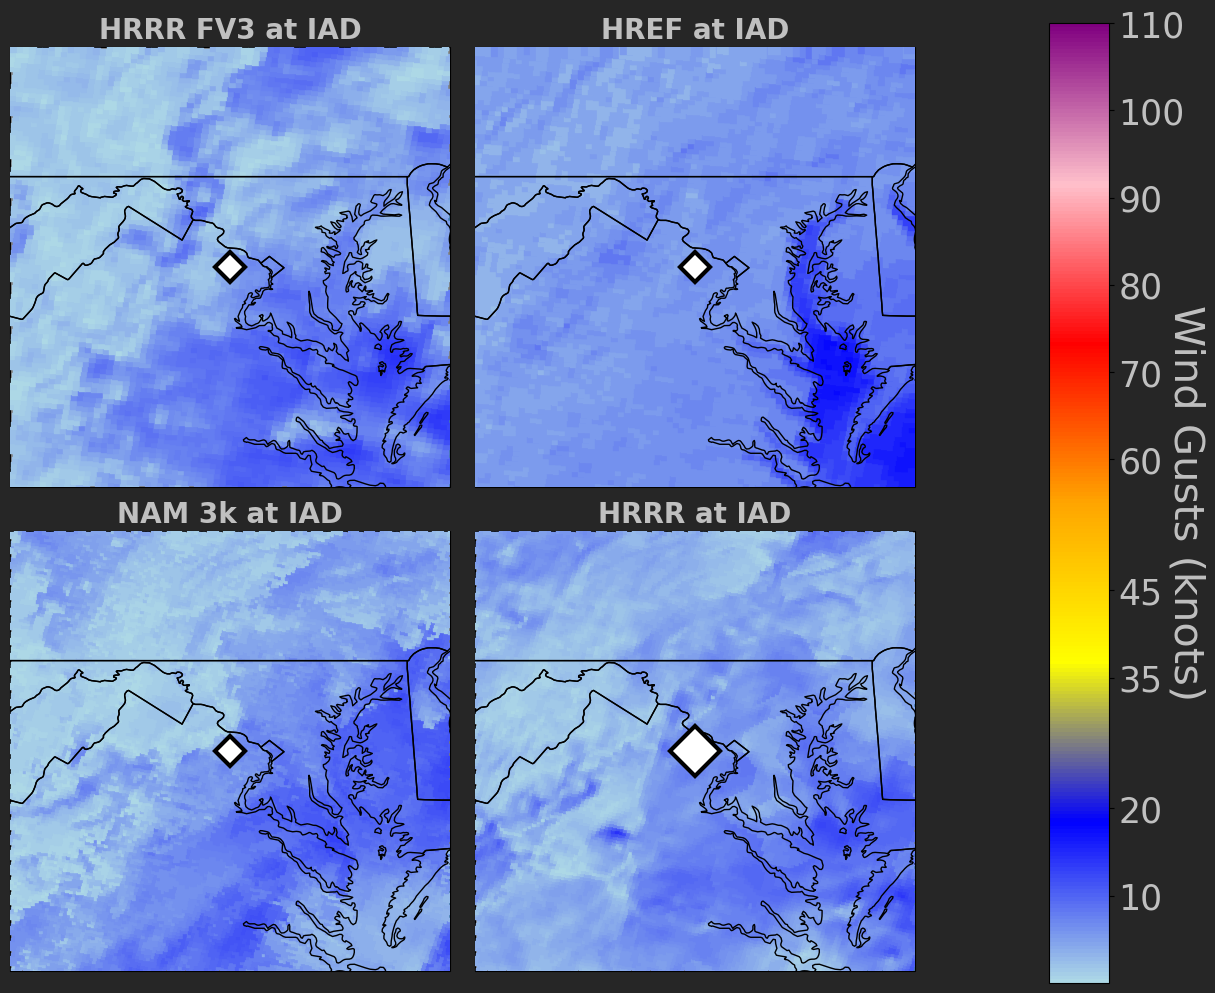 HRRR FV3 at IAD
HREF at IAD
NAM 3k at IAD
HRRR at IAD
110
100
90
80
70
60
45
35
20
10
Wind Gusts (knots)